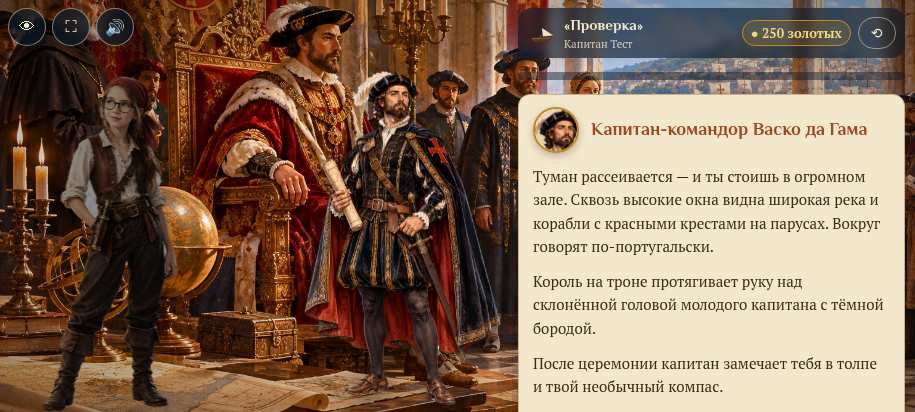 «Проверка»
Капитан Тест
● 250 золотых
Капитан-командор Васко да Гама
Туман рассеивается — и ты стоишь в огромном
зале. Сквозь высокие окна видна широкая река и
корабли с красными крестами на парусах. Вокруг
говорят по-португальски.
Король на троне протягивает руку над
склонённой головой молодого капитана с тёмной
бородой.
После церемонии капитан замечает тебя в толпе
и твой необычный компас.